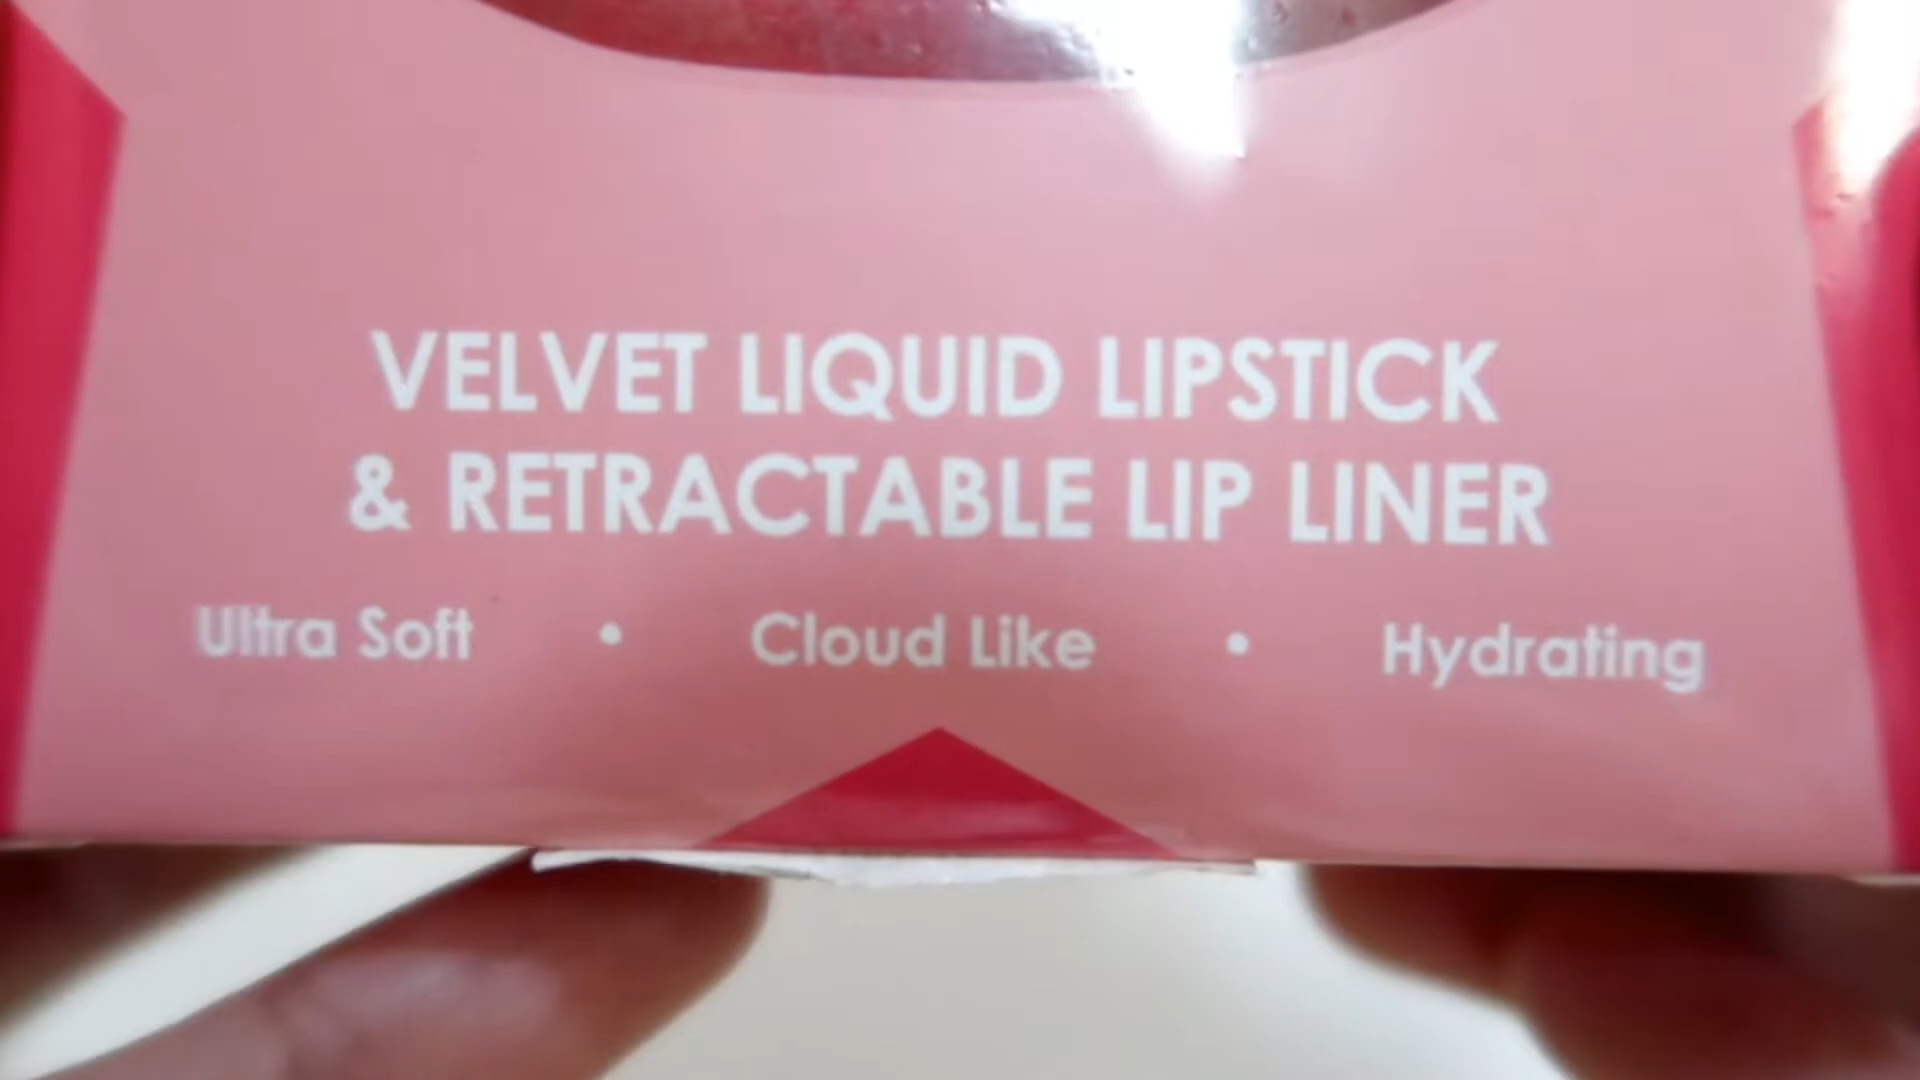 VELVET LIQUID LIPSTICK
& RETRACTABLE LIP LINER
Ultra Soft • Cloud Like • Hydrating